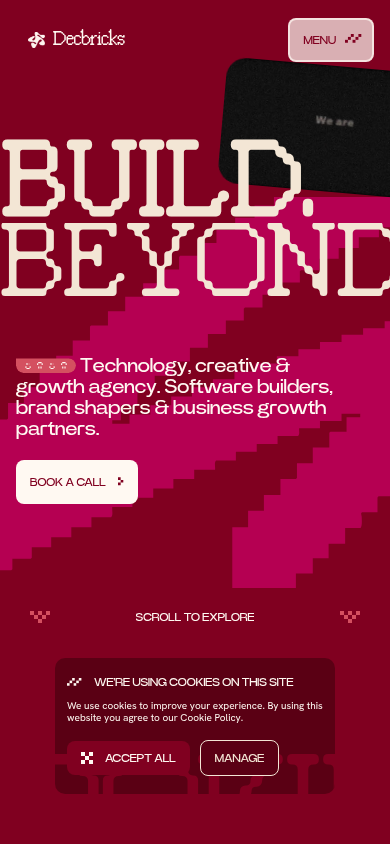 Decbricks
MENU
We are
BUILD.
BEYOND
Technology, creative &
growth agency. Software builders,
brand shapers & business growth
partners.
BOOK A CALL
SCROLL TO EXPLORE
WE'RE USING COOKIES ON THIS SITE
We use cookies to improve your experience. By using this
website you agree to our Cookie Policy.
ACCEPT ALL
MANAGE